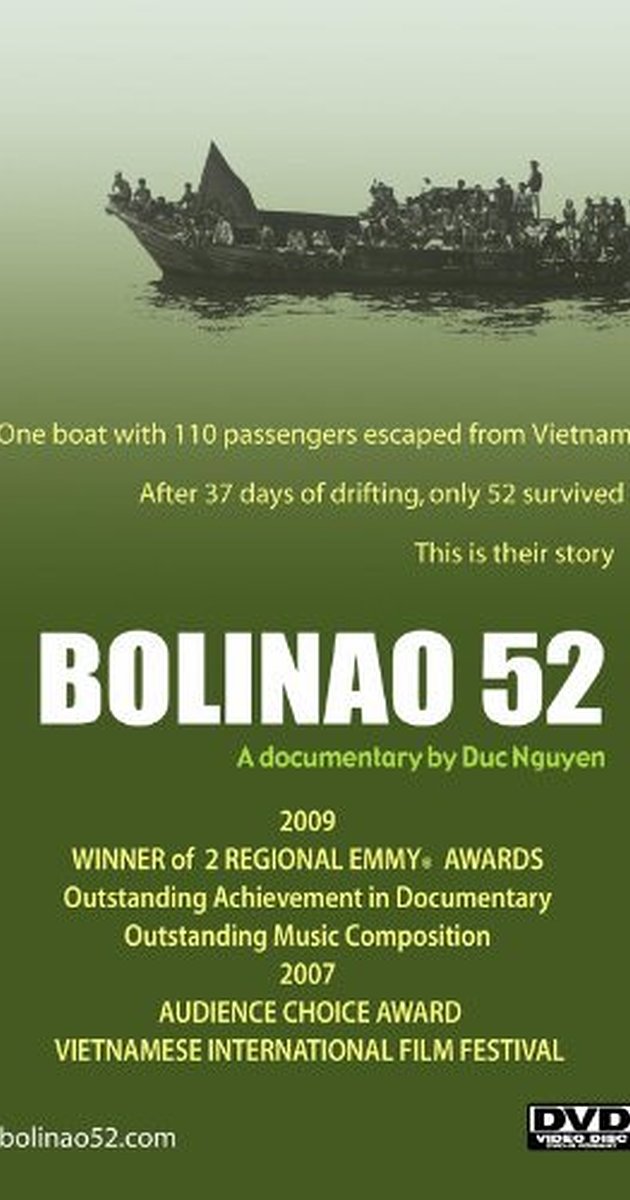 One boat with 110 passengers escaped from Vietnam
After 37 days of drifting, only 52 survived
This is their story
BOLINAO 52
A documentary by Duc Nguyen
2009
WINNER of 2 REGIONAL EMMY® AWARDS
Outstanding Achievement in Documentary
Outstanding Music Composition
2007
AUDIENCE CHOICE AWARD
VIETNAMESE INTERNATIONAL FILM FESTIVAL
bolinao52.com
DVD
VIDEO DISC